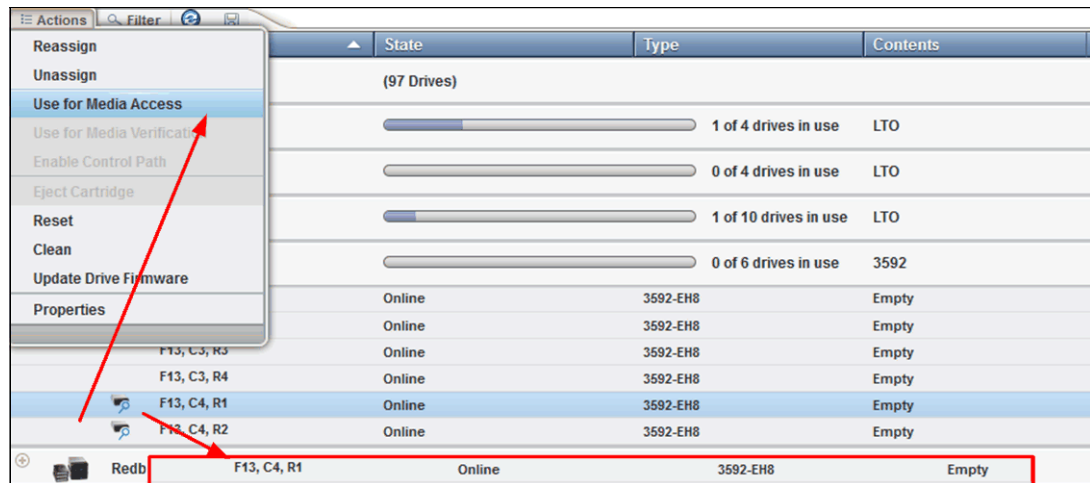 Actions Filter
Reassign
Unassign
Use for Media Access
Use for Media Verificati
Enable Control Path
Eject Cartridge
Reset
Clean
Update Drive Firmware
Properties
State Type Contents
(97 Drives)
1 of 4 drives in use LTO
0 of 4 drives in use LTO
1 of 10 drives in use LTO
0 of 6 drives in use 3592
Online 3592-EH8 Empty
Online 3592-EH8 Empty
F13, C3, R3 Online 3592-EH8 Empty
F13, C3, R4 Online 3592-EH8 Empty
F13, C4, R1 Online 3592-EH8 Empty
F13, C4, R2 Online 3592-EH8 Empty
Redb F13, C4, R1 Online 3592-EH8 Empty